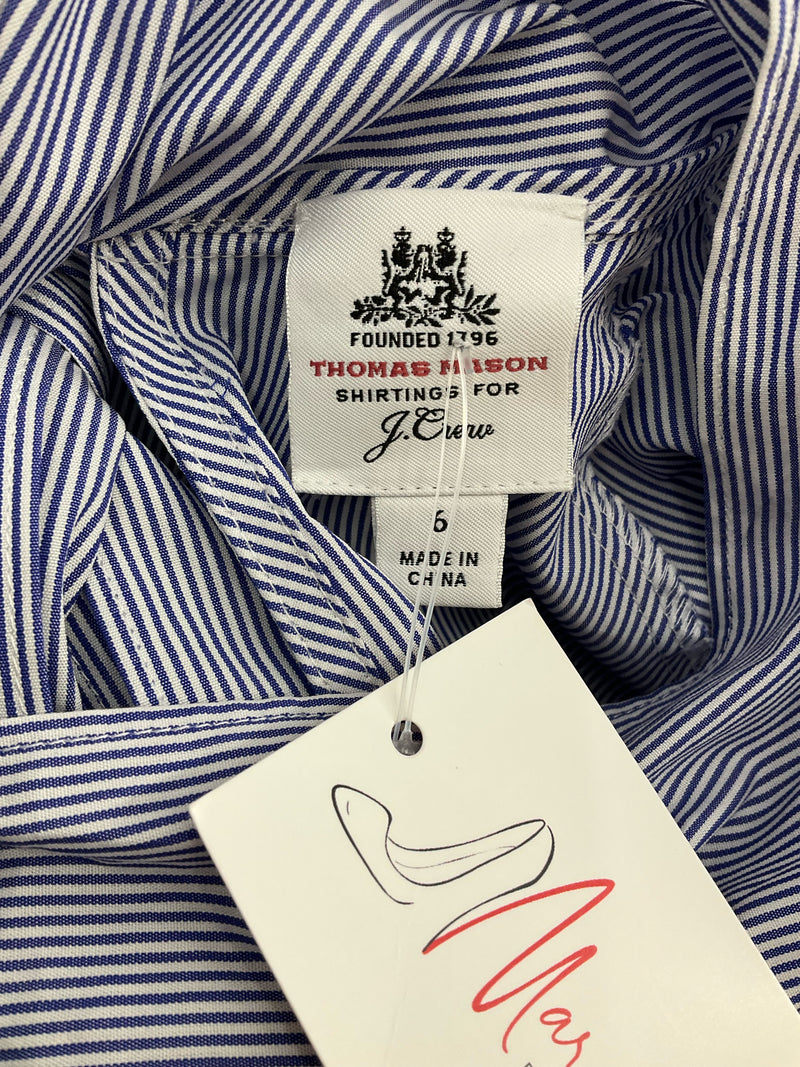 FOUNDED 1796
THOMAS MASON
SHIRTINGS FOR
J.Crew
6
MADE IN
CHINA